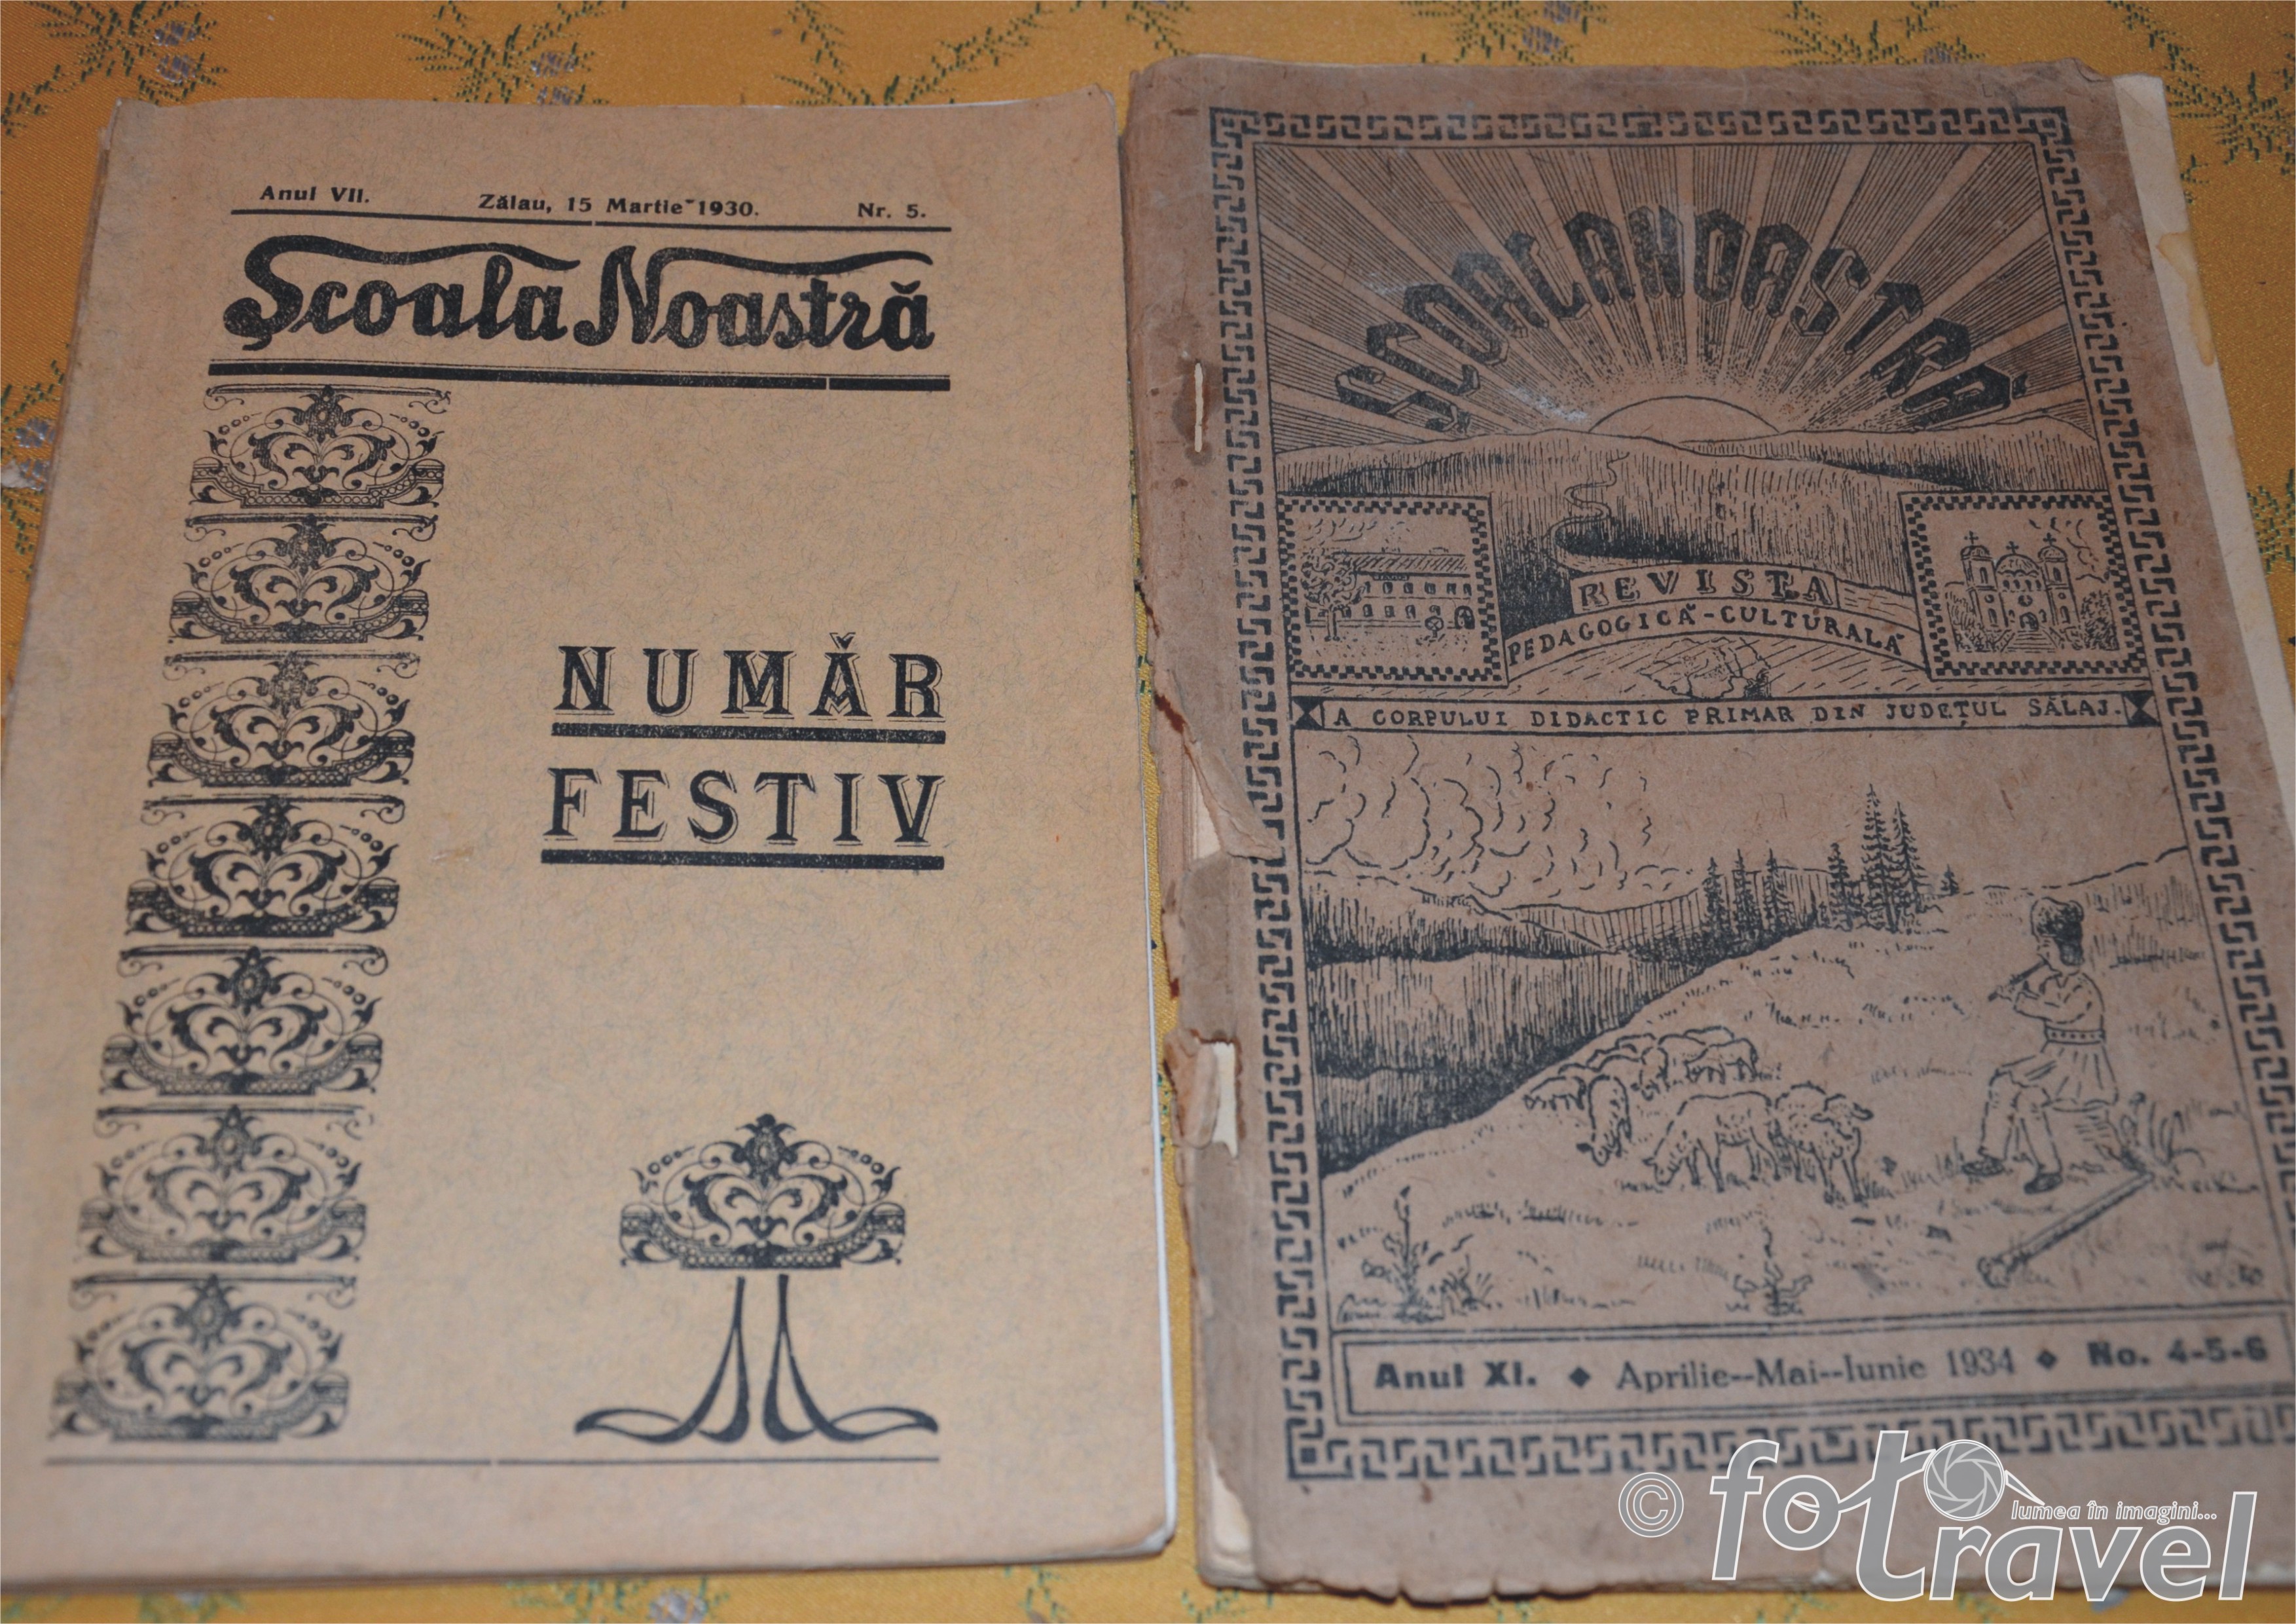 Anul VII. Zălau, 15 Martie 1930. Nr. 5.
Şcoala Noastră
NUMĂR
FESTIV
ŞCOALA NOASTRĂ
REVISTA
PEDAGOGICĂ-CULTURALĂ
A CORPULUI DIDACTIC PRIMAR DIN JUDEŢUL SĂLAJ.
Anul XI. ◆ Aprilie--Mai--Iunie 1934 ◆ No. 4-5-6
© fotTravel
lumea în imagini...